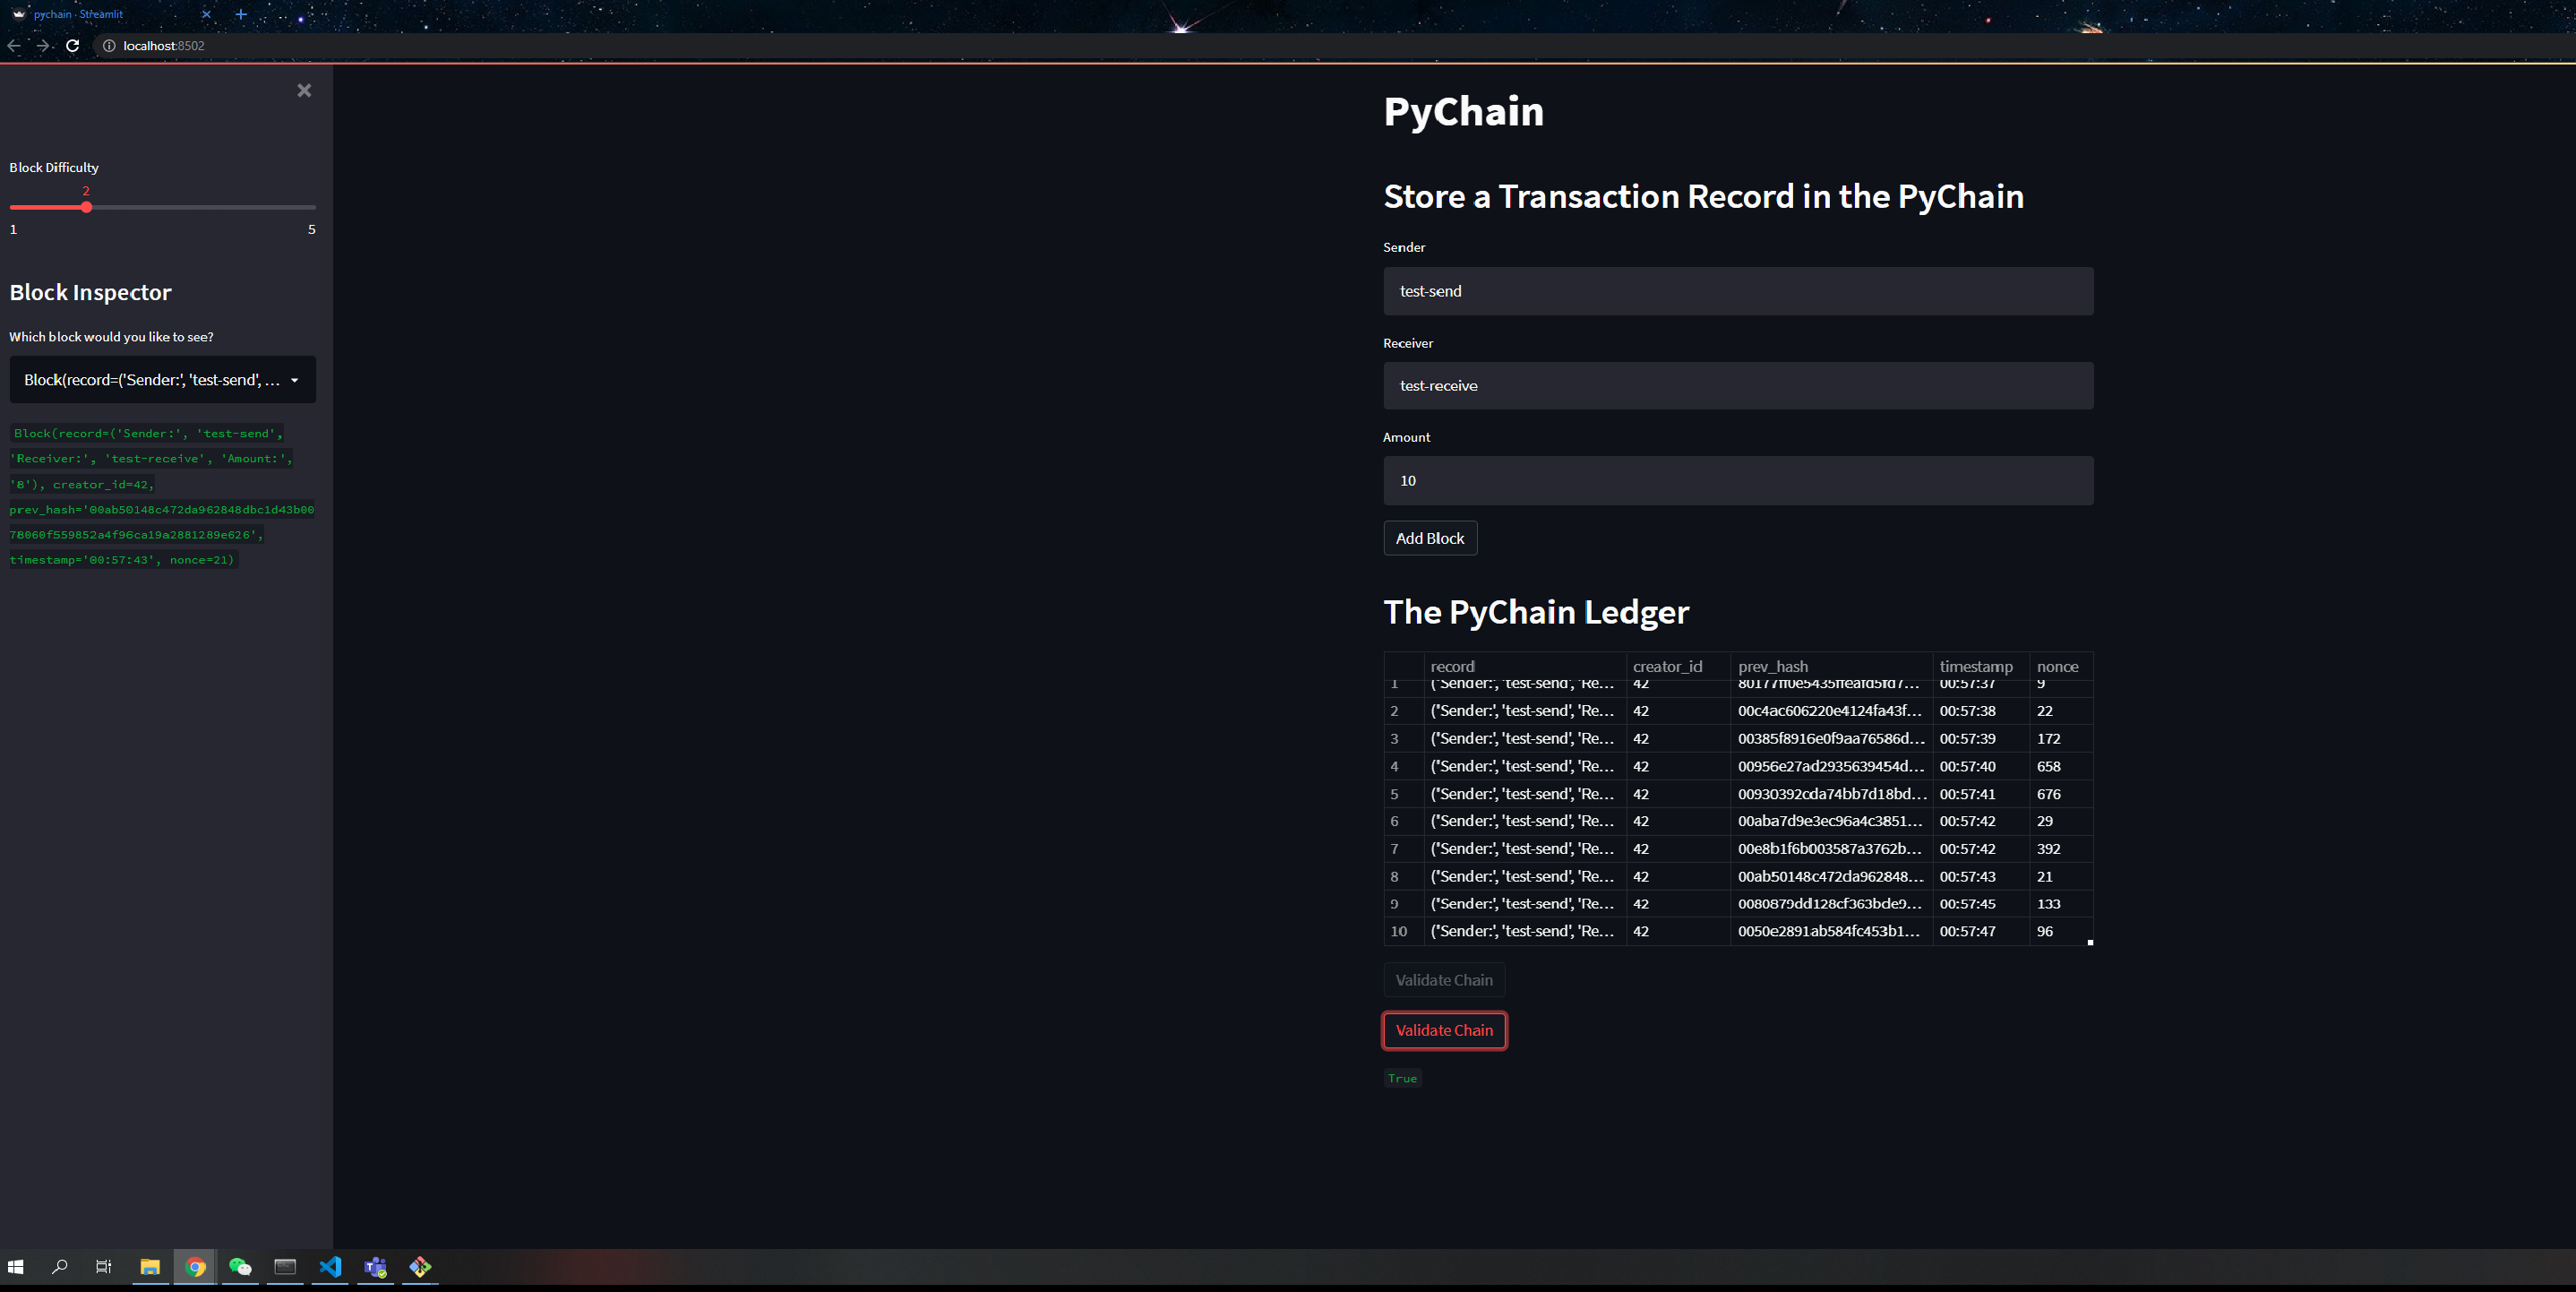 pychain · Streamlit
localhost:8502
Block Difficulty
2
1 5
Block Inspector
Which block would you like to see?
Block(record=('Sender:', 'test-send', ...
Block(record=('Sender:', 'test-send',
'Receiver:', 'test-receive', 'Amount:',
'8'), creator_id=42,
prev_hash='00ab50148c472da962848dbc1d43b00
78060f559852a4f96ca19a2881289e626',
timestamp='00:57:43', nonce=21)
PyChain
Store a Transaction Record in the PyChain
Sender
test-send
Receiver
test-receive
Amount
10
Add Block
The PyChain Ledger
record creator_id prev_hash timestamp nonce
1 ('Sender:', 'test-send', 'Re... 42 80177ff0e5435ffeafd5fd7... 00:57:37 9
2 ('Sender:', 'test-send', 'Re... 42 00c4ac606220e4124fa43f... 00:57:38 22
3 ('Sender:', 'test-send', 'Re... 42 00385f8916e0f9aa76586d... 00:57:39 172
4 ('Sender:', 'test-send', 'Re... 42 00956e27ad2935639454d... 00:57:40 658
5 ('Sender:', 'test-send', 'Re... 42 00930392cda74bb7d18bd... 00:57:41 676
6 ('Sender:', 'test-send', 'Re... 42 00aba7d9e3ec96a4c3851... 00:57:42 29
7 ('Sender:', 'test-send', 'Re... 42 00e8b1f6b003587a3762b... 00:57:42 392
8 ('Sender:', 'test-send', 'Re... 42 00ab50148c472da962848... 00:57:43 21
9 ('Sender:', 'test-send', 'Re... 42 0080879dd128cf363bde9... 00:57:45 133
10 ('Sender:', 'test-send', 'Re... 42 0050e2891ab584fc453b1... 00:57:47 96
Validate Chain
Validate Chain
True